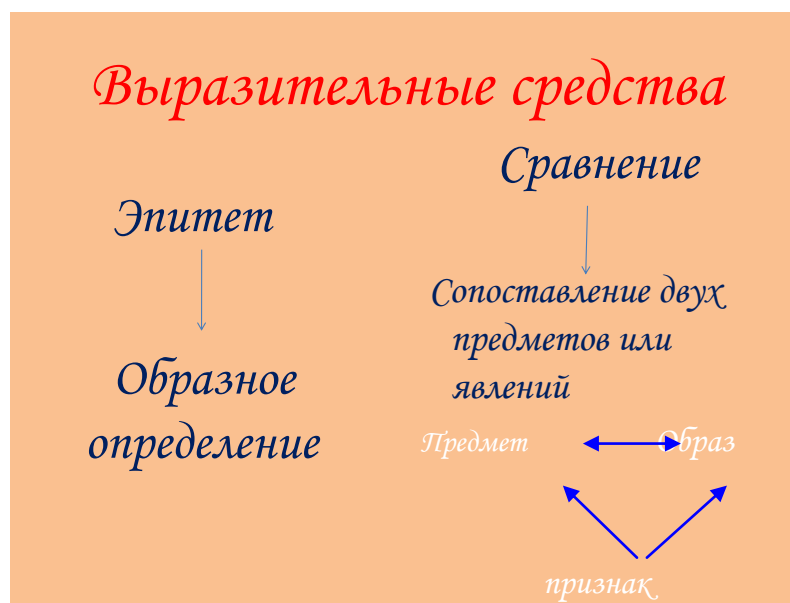 Выразительные средства
Сравнение
Эпитет
Сопоставление двух
предметов или
явлений
Образное
определение
Предмет
Образ
признак